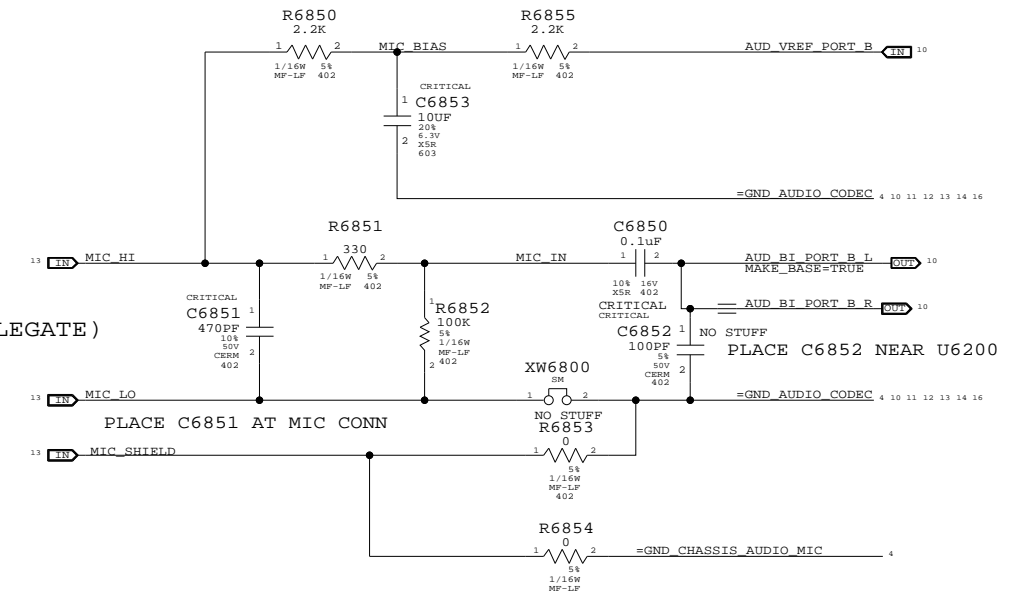 R6850
2.2K
1 2
1/16W 5%
MF-LF 402
MIC_BIAS
R6855
2.2K
1 2
1/16W 5%
MF-LF 402
AUD_VREF_PORT_B
IN 10
CRITICAL
1 C6853
10UF
20%
6.3V
2 X5R
603
=GND_AUDIO_CODEC 4 10 11 12 13 14 16
13 IN MIC_HI
R6851
330
1 2
1/16W 5%
MF-LF 402
MIC_IN
C6850
0.1uF
1 2
10% 16V
X5R 402
CRITICAL
AUD_BI_PORT_B_L
MAKE_BASE=TRUE
OUT 10
AUD_BI_PORT_B_R
OUT 10
CRITICAL
C6851 1
470PF
10%
50V
CERM 2
402
1
R6852
100K
5%
1/16W
MF-LF
2 402
CRITICAL
C6852 1
100PF
5%
50V
CERM 2
402
NO STUFF
PLACE C6852 NEAR U6200
LEGATE)
XW6800
SM
1 2
NO STUFF
13 IN MIC_LO
=GND_AUDIO_CODEC 4 10 11 12 13 14 16
PLACE C6851 AT MIC CONN
R6853
0
1 2
5%
1/16W
MF-LF
402
13 IN MIC_SHIELD
R6854
0
1 2
5%
1/16W
MF-LF
=GND_CHASSIS_AUDIO_MIC 4